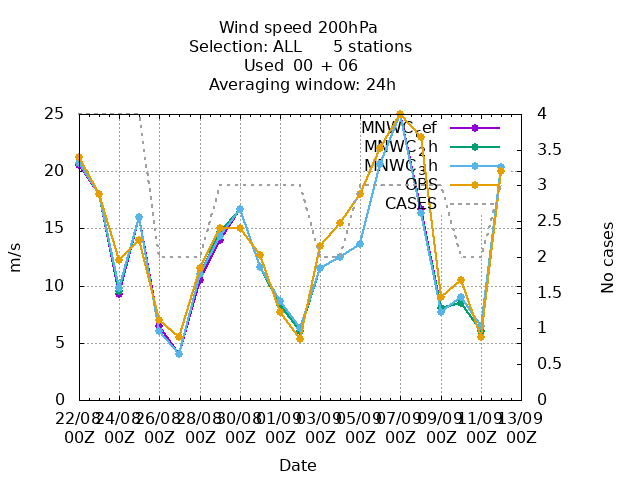 Wind speed 200hPa
Selection: ALL 5 stations
Used 00 + 06
Averaging window: 24h
25
20
15
10
5
0
m/s
4
3.5
3
2.5
2
1.5
1
0.5
0
No cases
MNWC_ref
MNWC_2h
MNWC_3h
OBS
CASES
22/08 24/08 26/08 28/08 30/08 01/09 03/09 05/09 07/09 09/09 11/09 13/09
00Z 00Z 00Z 00Z 00Z 00Z 00Z 00Z 00Z 00Z 00Z 00Z
Date